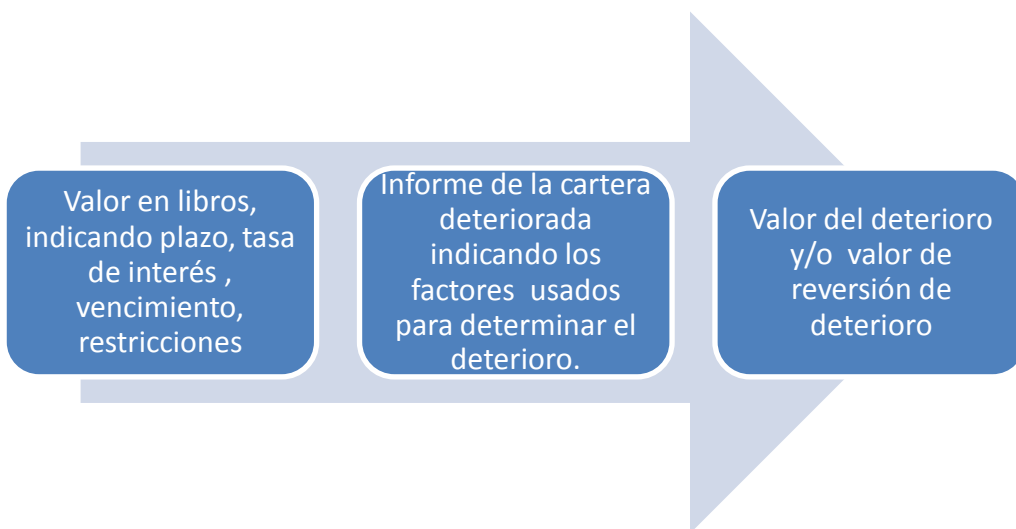 Valor en libros,
indicando plazo, tasa
de interés ,
vencimiento,
restricciones
Informe de la cartera
deteriorada
indicando los
factores  usados
para determinar el
deterioro.
Valor del deterioro
y/o  valor de
reversión de
deterioro